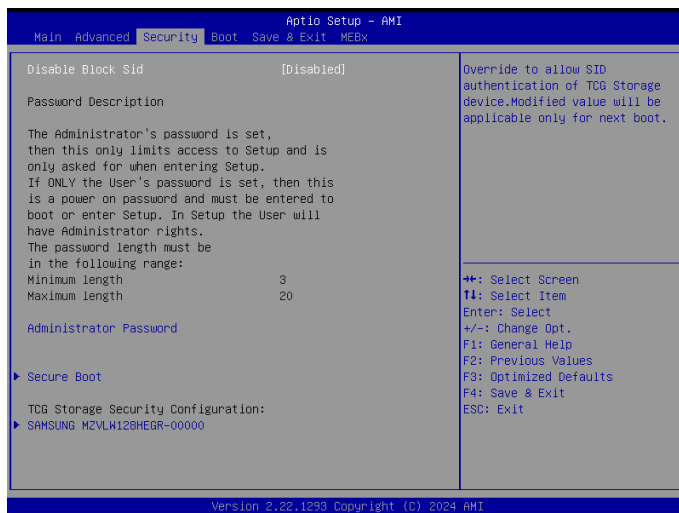 Aptio Setup – AMI
Main Advanced Security Boot Save & Exit MEBx
Disable Block Sid [Disabled]
Password Description
The Administrator's password is set,
then this only limits access to Setup and is
only asked for when entering Setup.
If ONLY the User's password is set, then this
is a power on password and must be entered to
boot or enter Setup. In Setup the User will
have Administrator rights.
The password length must be
in the following range:
Minimum length 3
Maximum length 20
Administrator Password
Secure Boot
TCG Storage Security Configuration:
SAMSUNG MZVLW128HEGR-00000
Override to allow SID
authentication of TCG Storage
device.Modified value will be
applicable only for next boot.
→←: Select Screen
↑↓: Select Item
Enter: Select
+/-: Change Opt.
F1: General Help
F2: Previous Values
F3: Optimized Defaults
F4: Save & Exit
ESC: Exit
Version 2.22.1293 Copyright (C) 2024 AMI